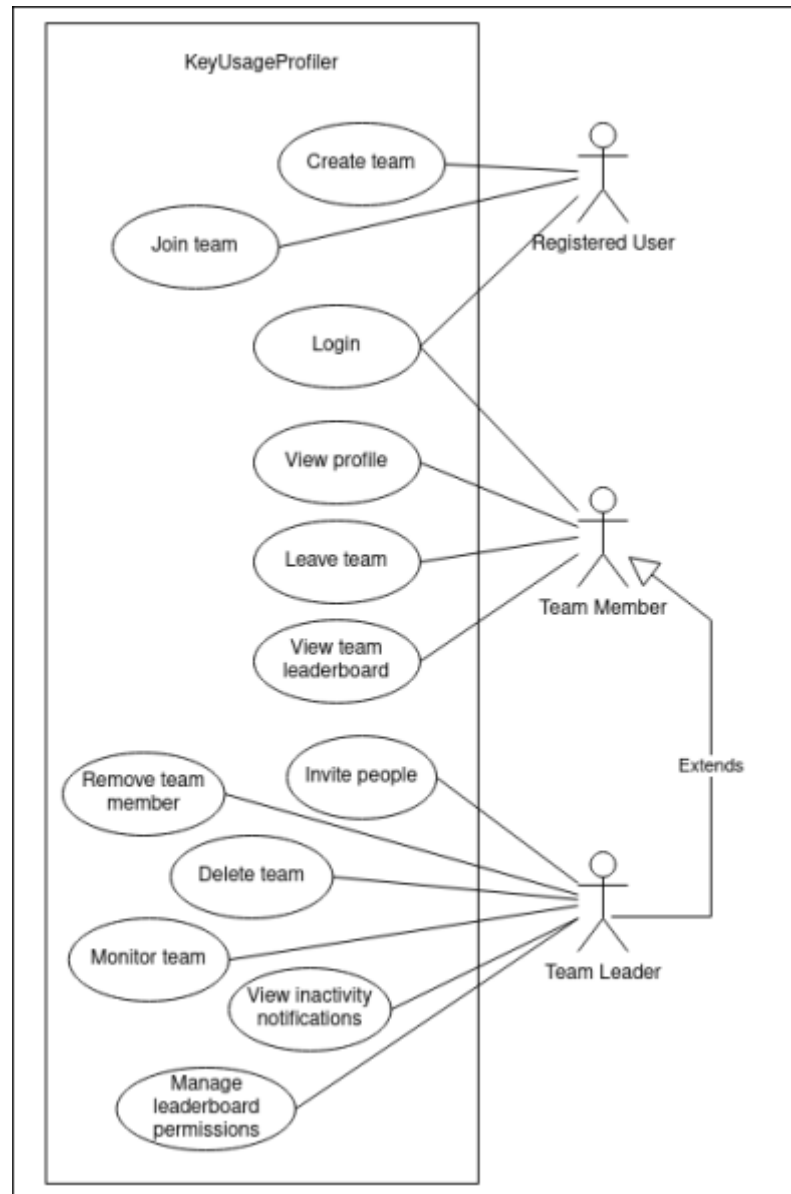 KeyUsageProfiler
Create team
Join team
Registered User
Login
View profile
Leave team
Team Member
View team
leaderboard
Invite people
Extends
Remove team
member
Delete team
Monitor team
Team Leader
View inactivity
notifications
Manage
leaderboard
permissions